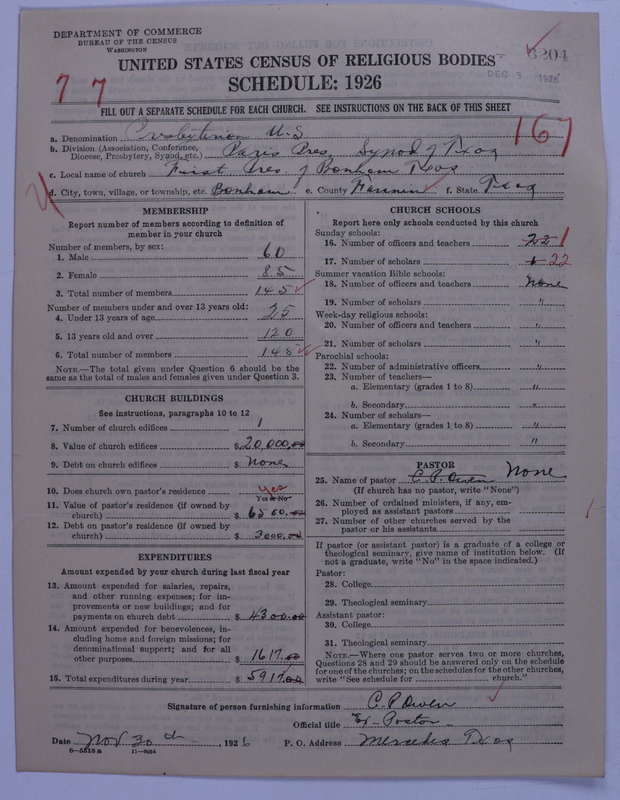 DEPARTMENT OF COMMERCE
BUREAU OF THE CENSUS
WASHINGTON
6204
DEC 3 1926
UNITED STATES CENSUS OF RELIGIOUS BODIES
SCHEDULE: 1926
77
FILL OUT A SEPARATE SCHEDULE FOR EACH CHURCH. SEE INSTRUCTIONS ON THE BACK OF THIS SHEET
167
a. Denomination Presbyterian U.S
b. Division (Association, Conference, Diocese, Presbytery, Synod, etc.) Paris Pres. Synod of Texas
c. Local name of church First Pres. of Bonham Texas
d. City, town, village, or township, etc. Bonham e. County Fannin f. State Texas
MEMBERSHIP
Report number of members according to definition of
member in your church
Number of members, by sex:
1. Male 60
2. Female 85
3. Total number of members 145
Number of members under and over 13 years old:
4. Under 13 years of age 25
5. 13 years old and over 120
6. Total number of members 145
NOTE.—The total given under Question 6 should be
same as the total of males and females given under Question 3.
CHURCH BUILDINGS
See instructions, paragraphs 10 to 12
7. Number of church edifices 1
8. Value of church edifices $20,000.00
9. Debt on church edifices $ None
10. Does church own pastor's residence yes
Yes or No
11. Value of pastor's residence (if owned by
church) $ 6500.00
12. Debt on pastor's residence (if owned by
church) $ 3000.00
EXPENDITURES
Amount expended by your church during last fiscal year
13. Amount expended for salaries, repairs,
and other running expenses; for im-
provements or new buildings; and for
payments on church debt $ 4300.00
14. Amount expended for benevolences, in-
cluding home and foreign missions; for
denominational support; and for all
other purposes $ 1617.00
15. Total expenditures during year $ 5917.00
CHURCH SCHOOLS
Report here only schools conducted by this church
Sunday schools:
16. Number of officers and teachers 22 1
17. Number of scholars 22
Summer vacation Bible schools:
18. Number of officers and teachers None
19. Number of scholars "
Week-day religious schools:
20. Number of officers and teachers "
21. Number of scholars "
Parochial schools:
22. Number of administrative officers "
23. Number of teachers—
a. Elementary (grades 1 to 8) "
b. Secondary "
24. Number of scholars—
a. Elementary (grades 1 to 8) "
b. Secondary "
PASTOR
25. Name of pastor C. P. Owen None
(If church has no pastor, write "None")
26. Number of ordained ministers, if any, em-
ployed as assistant pastors
27. Number of other churches served by the
pastor or his assistants
If pastor (or assistant pastor) is a graduate of a college or
theological seminary, give name of institution below. (If
not a graduate, write "No" in the space indicated.)
Pastor:
28. College
29. Theological seminary
Assistant pastor:
30. College
31. Theological seminary
NOTE.—Where one pastor serves two or more churches,
Questions 28 and 29 should be answered only on the schedule
for one of the churches; on the schedules for the other churches,
write "See schedule for church."
Signature of person furnishing information C. P. Owen
Official title Ex-Pastor
Date Nov 30th, 1926 P. O. Address Mercedes Texas
8—5515a 11—9024